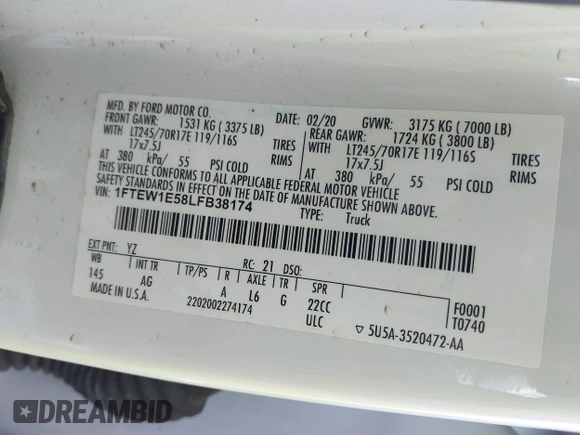 MFD. BY FORD MOTOR CO.
DATE: 02/20 GVWR: 3175 KG ( 7000 LB)
FRONT GAWR: 1531 KG ( 3375 LB) REAR GAWR: 1724 KG ( 3800 LB)
WITH LT245/70R17E 119/116S TIRES WITH LT245/70R17E 119/116S TIRES
17x7.5J RIMS 17x7.5J RIMS
AT 380 kPa/ 55 PSI COLD AT 380 kPa/ 55 PSI COLD
THIS VEHICLE CONFORMS TO ALL APPLICABLE FEDERAL MOTOR VEHICLE
SAFETY STANDARDS IN EFFECT ON THE DATE OF MANUFACTURE SHOWN ABOVE.
VIN: 1FTEW1E58LFB38174
TYPE: Truck
EXT PNT: YZ RC: 21 DSO:
WB INT TR TP/PS R AXLE TR SPR
145 AG A L6 G 22CC F0001
MADE IN U.S.A. 2202002274174 ULC T0740
▽ 5U5A-3520472-AA
DREAMBID